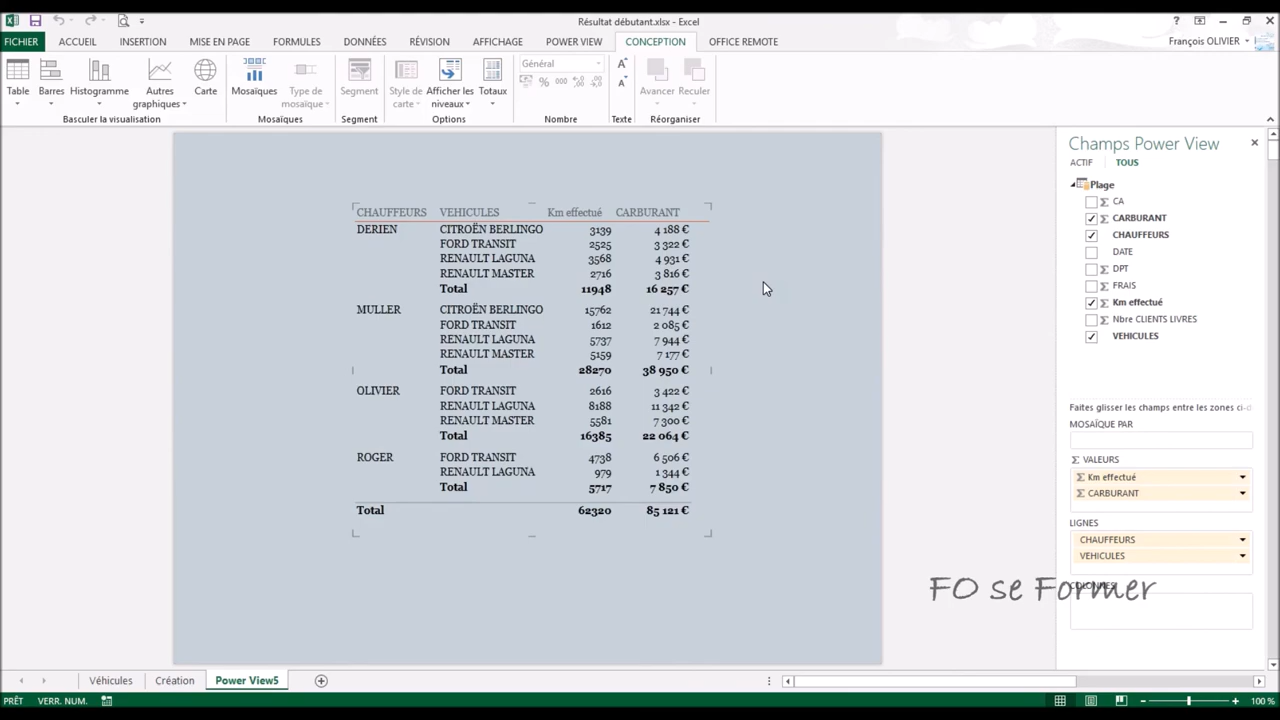 Résultat débutant.xlsx - Excel
FICHIER ACCUEIL INSERTION MISE EN PAGE FORMULES DONNÉES RÉVISION AFFICHAGE POWER VIEW CONCEPTION OFFICE REMOTE François OLIVIER
Table Barres Histogramme Autres graphiques Carte Mosaïques Type de mosaïque Segment Style de carte Afficher les niveaux Totaux Général % 000 Avancer Reculer
Basculer la visualisation Mosaïques Segment Options Nombre Texte Réorganiser
CHAUFFEURS VEHICULES Km effectué CARBURANT
DERIEN CITROËN BERLINGO 3139 4 188 €
FORD TRANSIT 2525 3 322 €
RENAULT LAGUNA 3568 4 931 €
RENAULT MASTER 2716 3 816 €
Total 11948 16 257 €
MULLER CITROËN BERLINGO 15762 21 744 €
FORD TRANSIT 1612 2 085 €
RENAULT LAGUNA 5737 7 944 €
RENAULT MASTER 5159 7 177 €
Total 28270 38 950 €
OLIVIER FORD TRANSIT 2616 3 422 €
RENAULT LAGUNA 8188 11 342 €
RENAULT MASTER 5581 7 300 €
Total 16385 22 064 €
ROGER FORD TRANSIT 4738 6 506 €
RENAULT LAGUNA 979 1 344 €
Total 5717 7 850 €
Total 62320 85 121 €
Champs Power View
ACTIF TOUS
Plage
CA
Σ CARBURANT
CHAUFFEURS
DATE
Σ DPT
Σ FRAIS
Σ Km effectué
Σ Nbre CLIENTS LIVRES
VEHICULES
Faites glisser les champs entre les zones ci-d
MOSAÏQUE PAR
Σ VALEURS
Σ Km effectué
Σ CARBURANT
LIGNES
CHAUFFEURS
VEHICULES
COLONNES
FO se Former
Véhicules Création Power View5
PRÊT VERR. NUM. 100 %